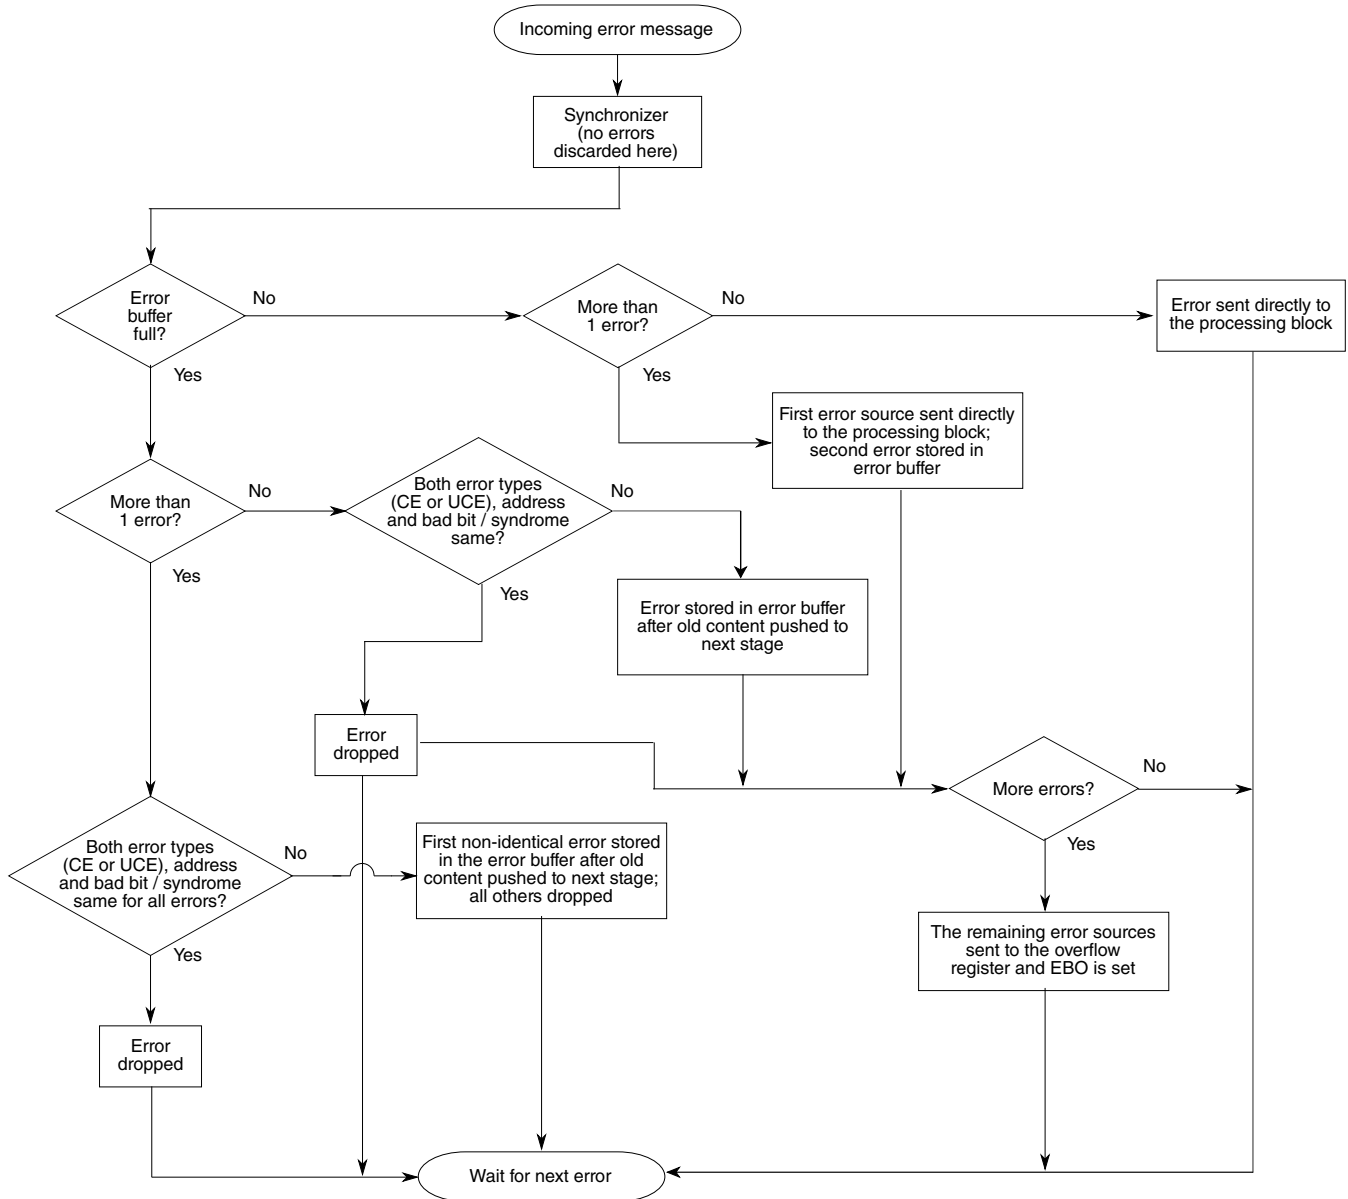 Incoming error message
Synchronizer
(no errors
discarded here)
Error
buffer
full?
No
Yes
More than
1 error?
No
Yes
Error sent directly to
the processing block
First error source sent directly
to the processing block;
second error stored in
error buffer
More than
1 error?
No
Yes
Both error types
(CE or UCE), address
and bad bit / syndrome
same?
No
Yes
Error stored in error buffer
after old content pushed to
next stage
Error
dropped
More errors?
No
Yes
Both error types
(CE or UCE), address
and bad bit / syndrome
same for all errors?
No
Yes
First non-identical error stored
in the error buffer after old
content pushed to next stage;
all others dropped
The remaining error sources
sent to the overflow
register and EBO is set
Error
dropped
Wait for next error